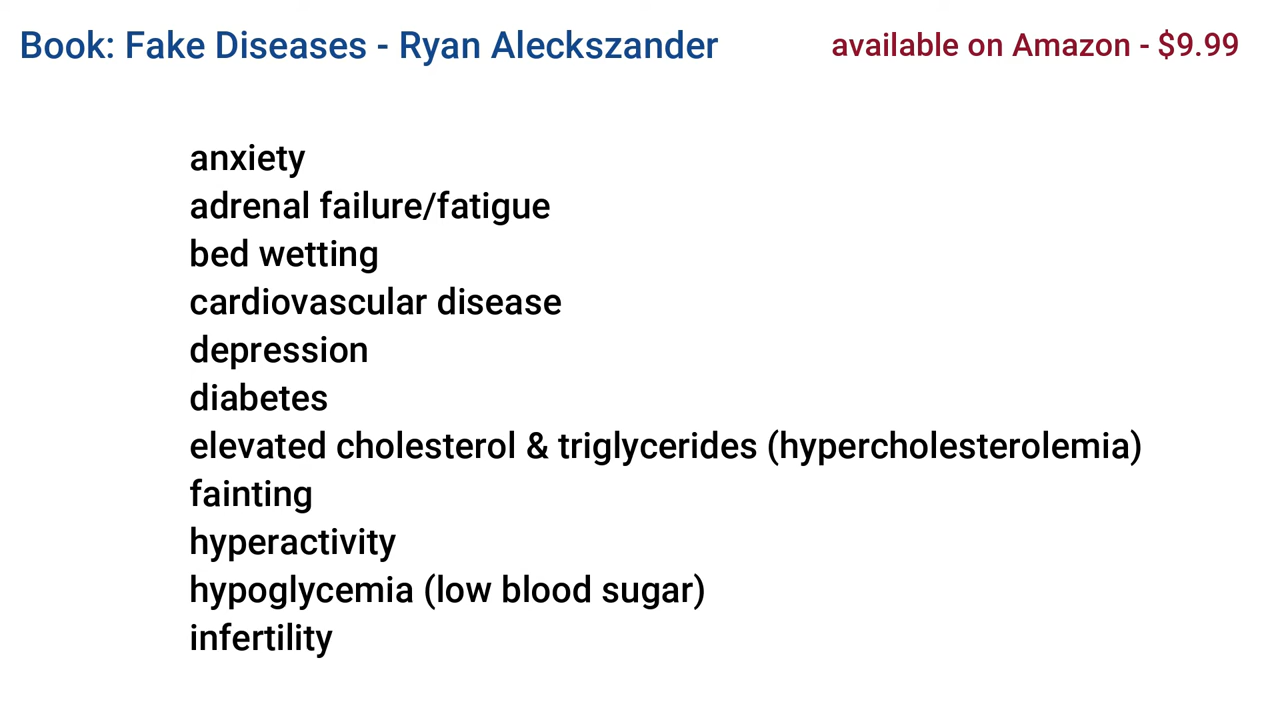 Book: Fake Diseases - Ryan Aleckszander
available on Amazon - $9.99
anxiety
adrenal failure/fatigue
bed wetting
cardiovascular disease
depression
diabetes
elevated cholesterol & triglycerides (hypercholesterolemia)
fainting
hyperactivity
hypoglycemia (low blood sugar)
infertility